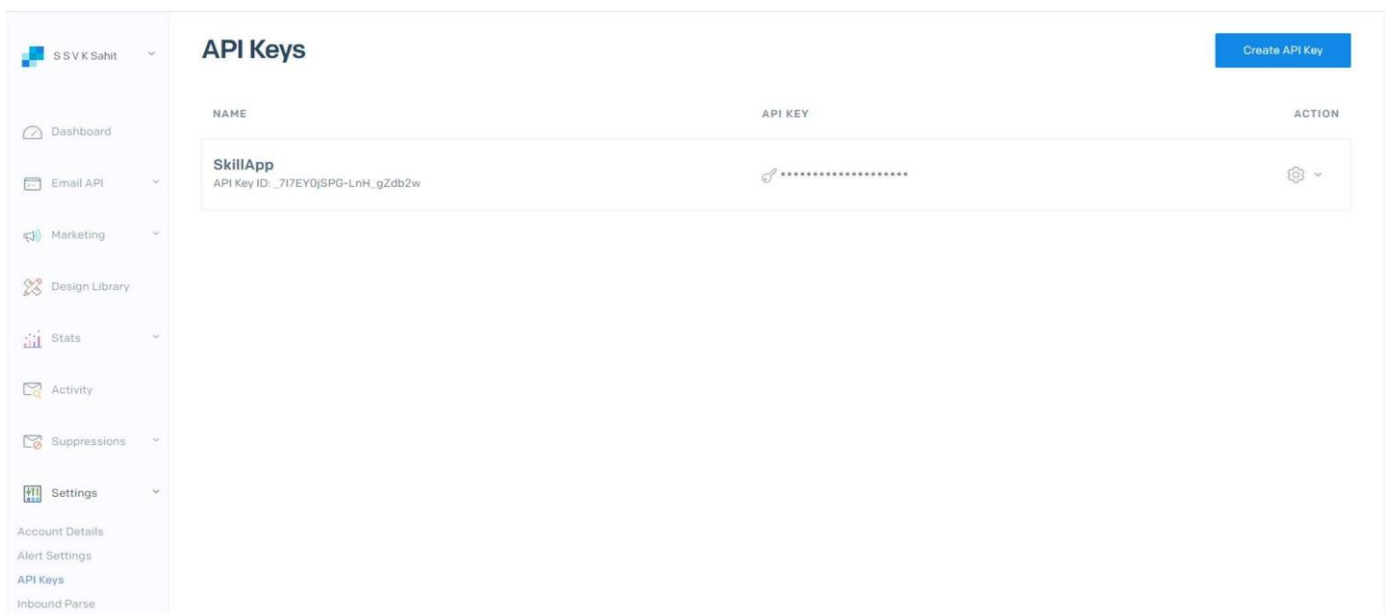 S S V K Sahit
API Keys
Create API Key
NAME API KEY ACTION
SkillApp
API Key ID: _7I7EY0jSPG-LnH_gZdb2w
••••••••••••••••••••
Dashboard
Email API
Marketing
Design Library
Stats
Activity
Suppressions
Settings
Account Details
Alert Settings
API Keys
Inbound Parse